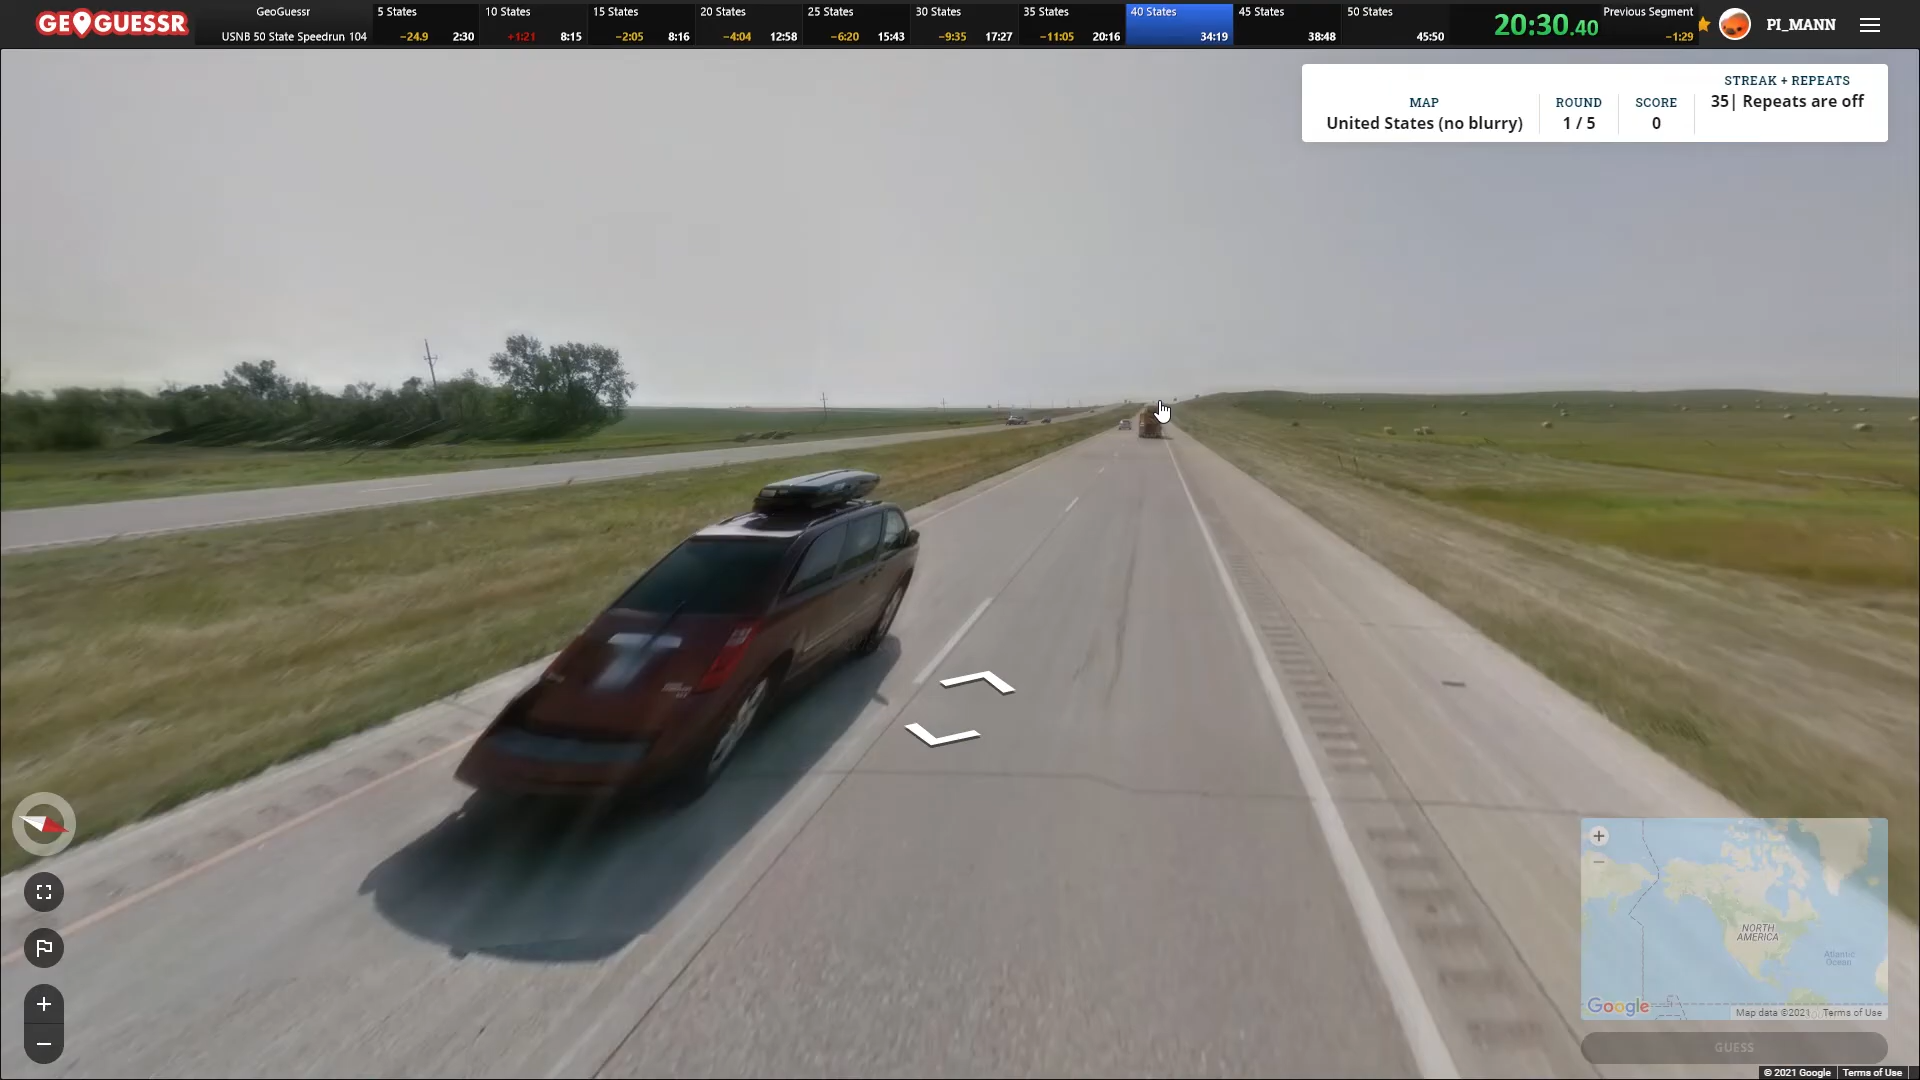 GEOGUESSR
GeoGuessr
USNB 50 State Speedrun 104
5 States
−24.9 2:30
10 States
+1:21 8:15
15 States
−2:05 8:16
20 States
−4:04 12:58
25 States
−6:20 15:43
30 States
−9:35 17:27
35 States
−11:05 20:16
40 States
34:19
45 States
38:48
50 States
45:50
20:30.40
Previous Segment
−1:29
PI_MANN
MAP
United States (no blurry)
ROUND
1 / 5
SCORE
0
STREAK + REPEATS
35| Repeats are off
NORTH
AMERICA
Atlantic
Ocean
Google
Map data ©2021 Terms of Use
GUESS
© 2021 Google Terms of Use